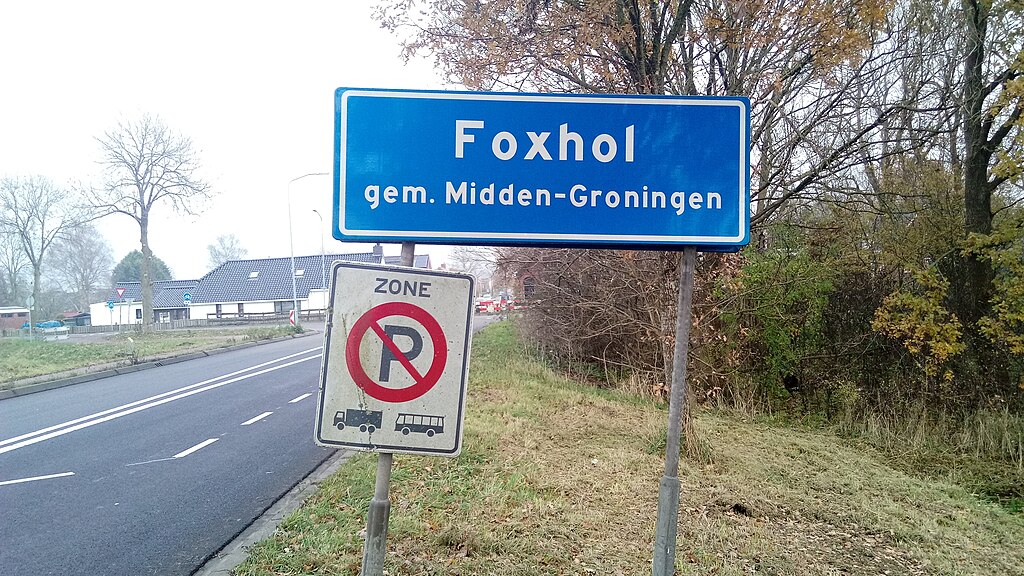 Foxhol
gem. Midden-Groningen
ZONE
P